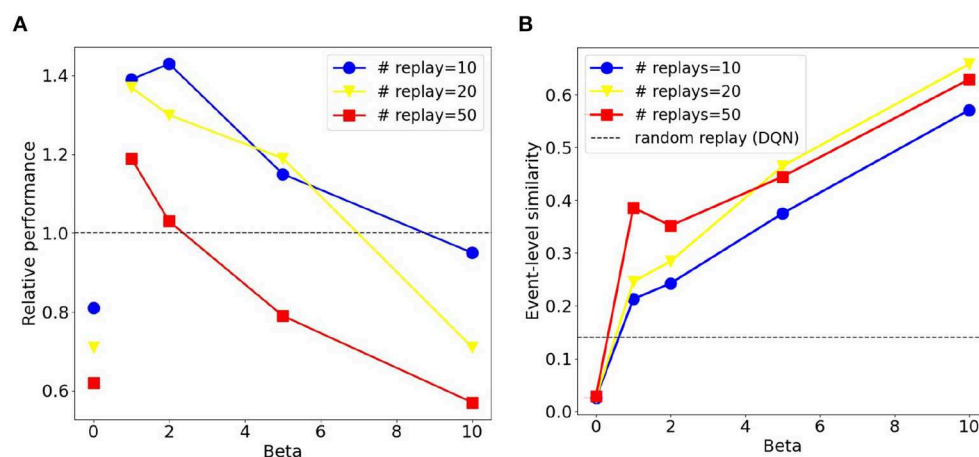 A
Relative performance
1.4
1.2
1.0
0.8
0.6
0
2
4
6
8
10
Beta
# replay=10
# replay=20
# replay=50
B
Event-level similarity
0.6
0.5
0.4
0.3
0.2
0.1
0.0
0
2
4
6
8
10
Beta
# replays=10
# replays=20
# replays=50
random replay (DQN)